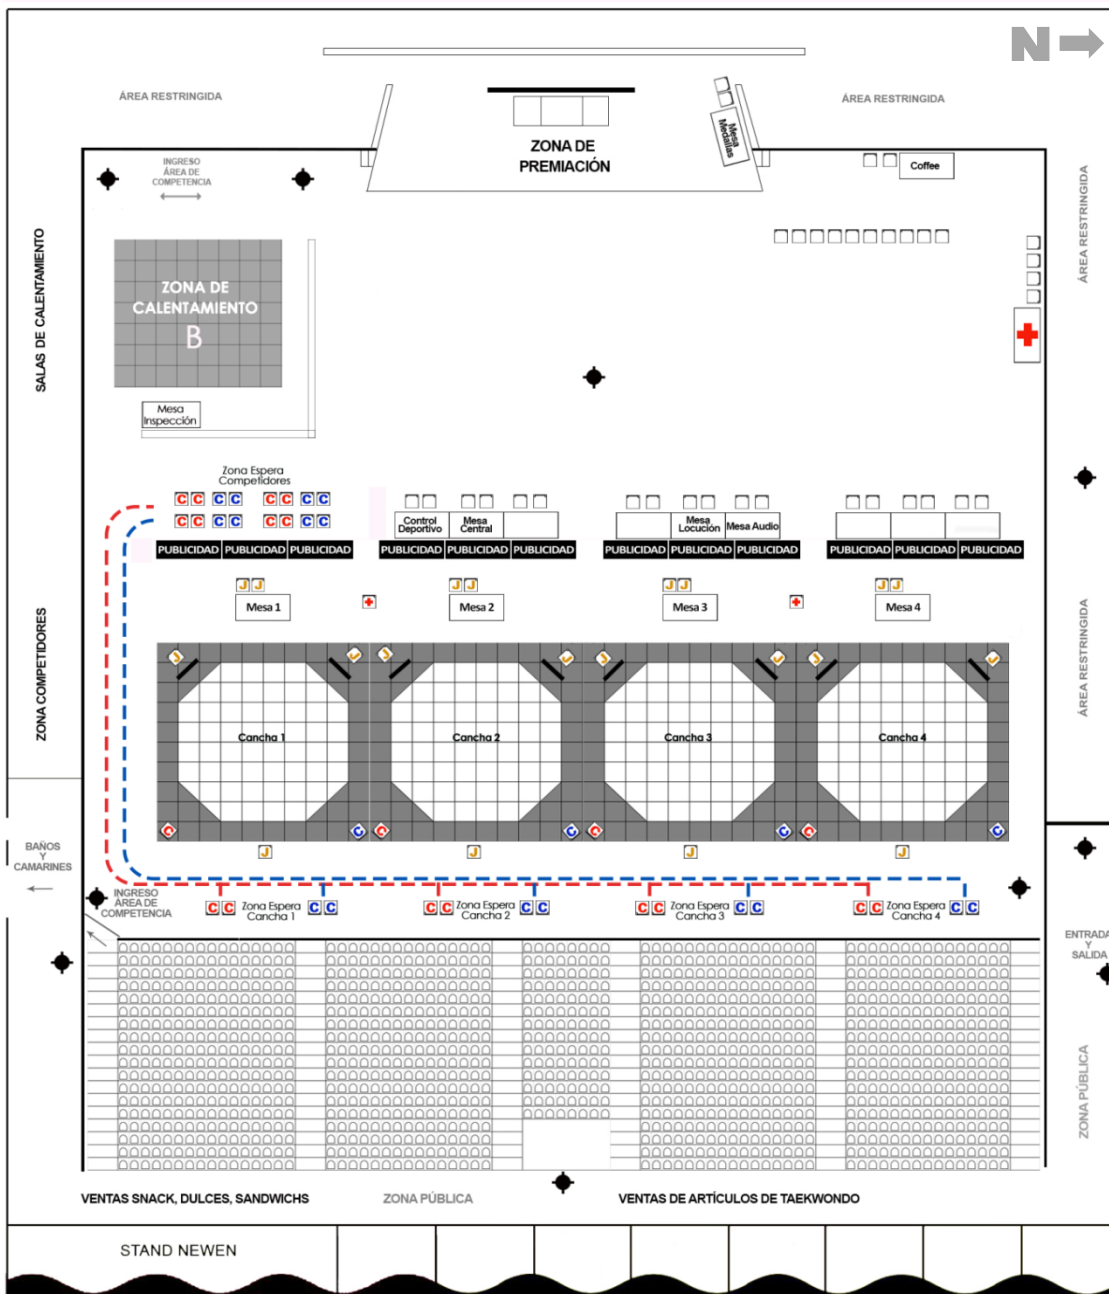 N
ÁREA RESTRINGIDA
ÁREA RESTRINGIDA
ZONA DE
PREMIACIÓN
Mesa
Medallas
INGRESO
ÁREA DE
COMPETENCIA
Coffee
ÁREA RESTRINGIDA
SALAS DE CALENTAMIENTO
ZONA DE
CALENTAMIENTO
B
Mesa
Inspección
Zona Espera
Competidores
C C C C C C C C
C C C C C C C C
Control
Deportivo
Mesa
Central
Mesa
Locución
Mesa Audio
PUBLICIDAD PUBLICIDAD PUBLICIDAD
PUBLICIDAD PUBLICIDAD PUBLICIDAD
PUBLICIDAD PUBLICIDAD PUBLICIDAD
PUBLICIDAD PUBLICIDAD PUBLICIDAD
J J
J J
J J
J J
Mesa 1
Mesa 2
Mesa 3
Mesa 4
ZONA COMPETIDORES
ÁREA RESTRINGIDA
J J J J J J J J
Cancha 1
Cancha 2
Cancha 3
Cancha 4
C C C C C C C C
J J J J
BAÑOS
Y
CAMARINES
INGRESO
ÁREA DE
COMPETENCIA
C C Zona Espera
Cancha 1 C C
C C Zona Espera
Cancha 2 C C
C C Zona Espera
Cancha 3 C C
C C Zona Espera
Cancha 4 C C
ENTRADA
Y
SALIDA
ZONA PÚBLICA
VENTAS SNACK, DULCES, SANDWICHS
ZONA PÚBLICA
VENTAS DE ARTÍCULOS DE TAEKWONDO
STAND NEWEN